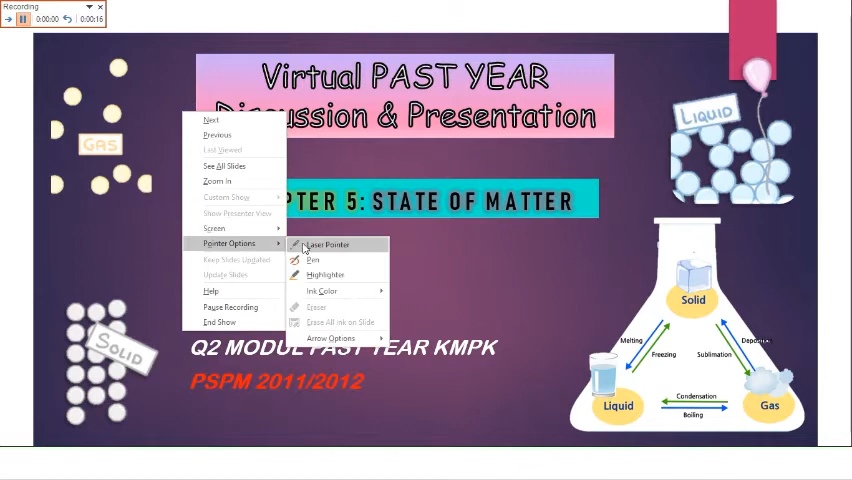 Recording
0:00:00
0:00:16
Virtual PAST YEAR
Discussion & Presentation
GAS
LIQUID
SOLID
5: STATE OF MATTER
Next
Previous
Last Viewed
See All Slides
Zoom In
Custom Show
Show Presenter View
Screen
Pointer Options
Keep Slides Updated
Update Slides
Help
Pause Recording
End Show
Laser Pointer
Pen
Highlighter
Ink Color
Eraser
Erase All Ink on Slide
Arrow Options
Q2 MODUL PAST YEAR KMPK
PSPM 2011/2012
Solid
Melting
Freezing
Sublimation
Liquid
Condensation
Boiling
Gas